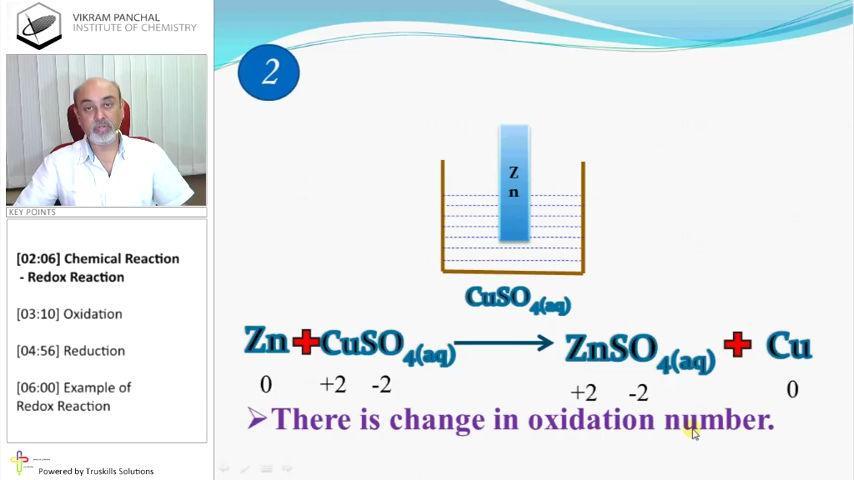 VIKRAM PANCHAL
INSTITUTE OF CHEMISTRY
2
KEY POINTS
[02:06] Chemical Reaction
- Redox Reaction
[03:10] Oxidation
[04:56] Reduction
[06:00] Example of
Redox Reaction
Powered by Truskills Solutions
Z
n
CuSO4(aq)
Zn + CuSO4(aq) → ZnSO4(aq) + Cu
0 +2 -2 +2 -2 0
➢There is change in oxidation number.